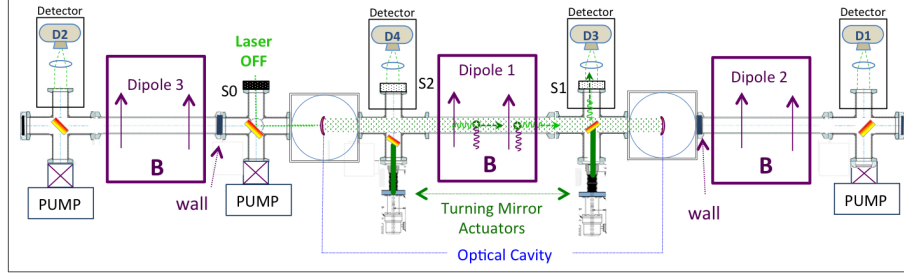 Detector
D2
Laser
OFF
S0
Dipole 3
B
PUMP
wall
PUMP
Detector
D4
S2
Dipole 1
B
Detector
D3
S1
Dipole 2
B
Detector
D1
wall
PUMP
Turning Mirror
Actuators
Optical Cavity